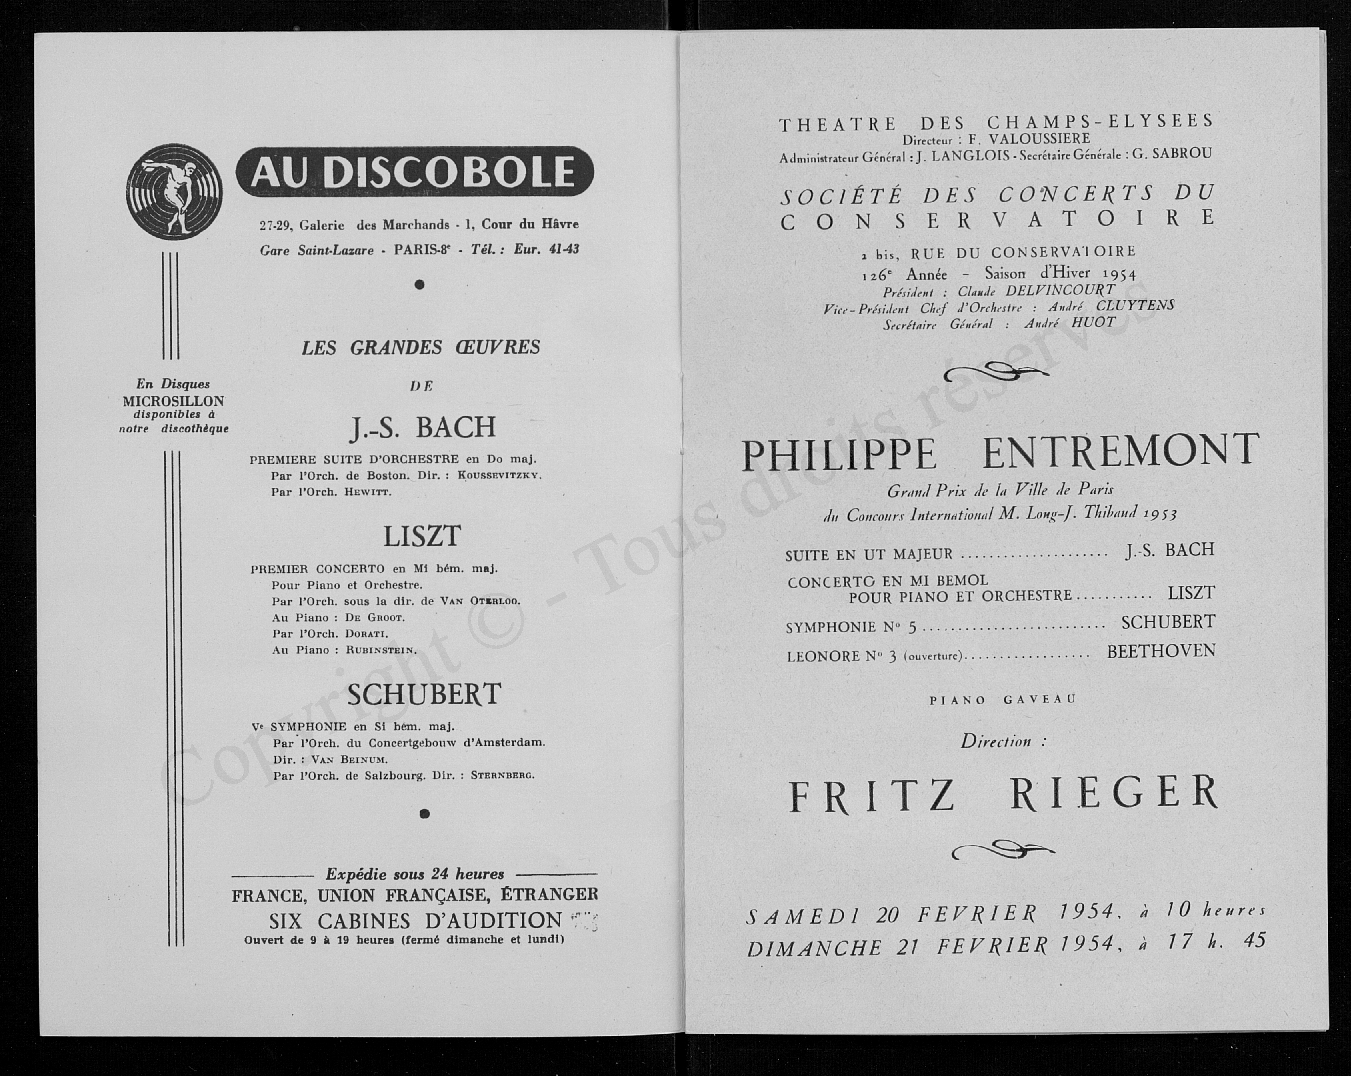 AU DISCOBOLE
27-29, Galerie des Marchands - 1, Cour du Hâvre
Gare Saint-Lazare - PARIS-8e - Tél. : Eur. 41-43
LES GRANDES ŒUVRES
DE
En Disques
MICROSILLON
disponibles à
notre discothèque
J.-S. BACH
PREMIERE SUITE D'ORCHESTRE en Do maj.
Par l'Orch. de Boston. Dir. : KOUSSEVITZKY.
Par l'Orch. HEWITT.
LISZT
PREMIER CONCERTO en Mi bém. maj.
Pour Piano et Orchestre.
Par l'Orch. sous la dir. de VAN OTERLOO.
Au Piano : DE GROOT.
Par l'Orch. DORATI.
Au Piano : RUBINSTEIN.
SCHUBERT
Ve SYMPHONIE en Si bém. maj.
Par l'Orch. du Concertgebouw d'Amsterdam.
Dir. : VAN BEINUM.
Par l'Orch. de Salzbourg. Dir. : STERNBERG.
Expédie sous 24 heures
FRANCE, UNION FRANÇAISE, ÉTRANGER
SIX CABINES D'AUDITION
Ouvert de 9 à 19 heures (fermé dimanche et lundi)
THEATRE DES CHAMPS-ELYSEES
Directeur : F. VALOUSSIERE
Administrateur Général : J. LANGLOIS - Secrétaire Générale : G. SABROU
SOCIÉTÉ DES CONCERTS DU
CONSERVATOIRE
2 bis, RUE DU CONSERVATOIRE
126e Année - Saison d'Hiver 1954
Président : Claude DELVINCOURT
Vice-Président Chef d'Orchestre : André CLUYTENS
Secrétaire Général : André HUOT
PHILIPPE ENTREMONT
Grand Prix de la Ville de Paris
du Concours International M. Long-J. Thibaud 1953
SUITE EN UT MAJEUR ..................... J.-S. BACH
CONCERTO EN MI BEMOL
POUR PIANO ET ORCHESTRE ........... LISZT
SYMPHONIE No 5 .......................... SCHUBERT
LEONORE No 3 (ouverture).................. BEETHOVEN
PIANO GAVEAU
Direction :
FRITZ RIEGER
SAMEDI 20 FEVRIER 1954, à 10 heures
DIMANCHE 21 FEVRIER 1954, à 17 h. 45
Copyright © - Tous droits réservés